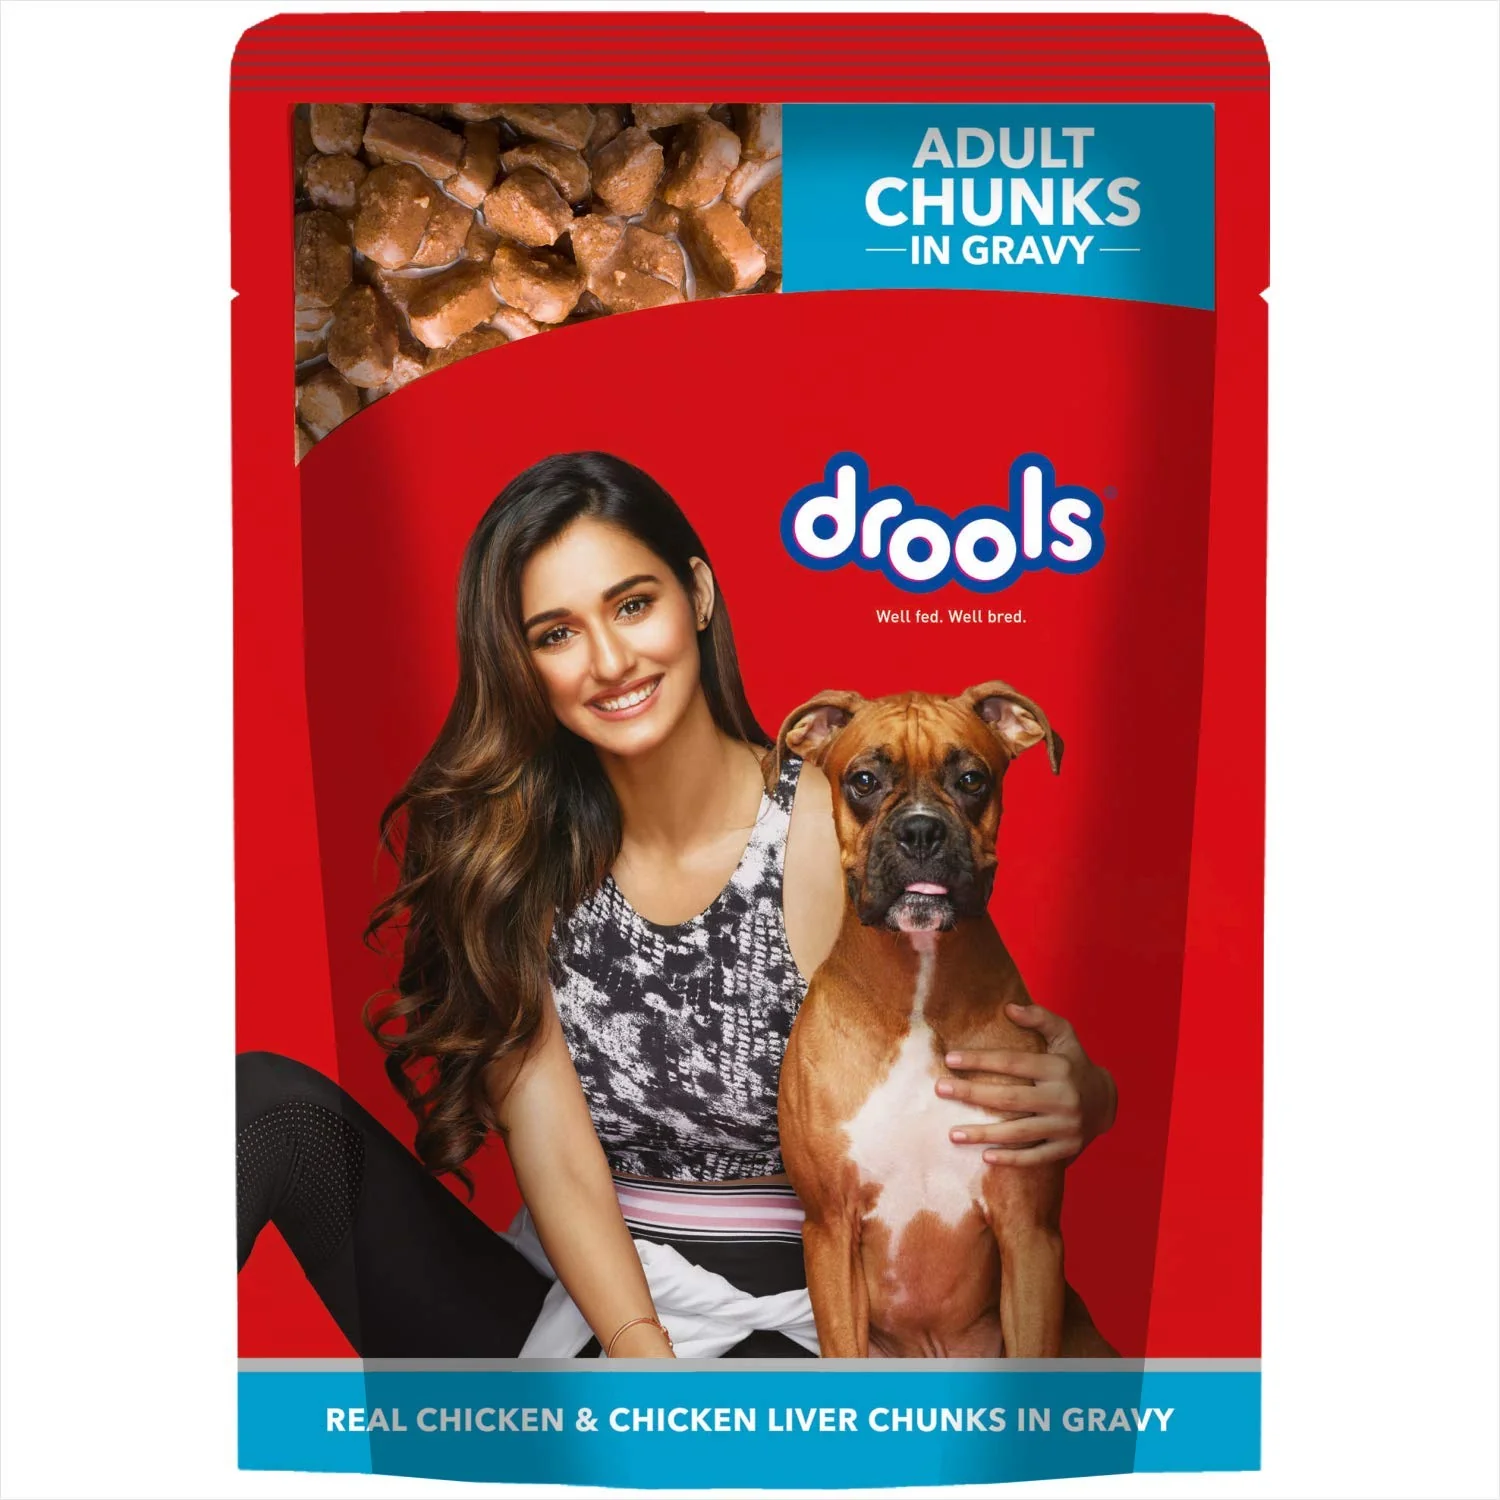 ADULT
CHUNKS
IN GRAVY
drools
Well fed. Well bred.
REAL CHICKEN & CHICKEN LIVER CHUNKS IN GRAVY